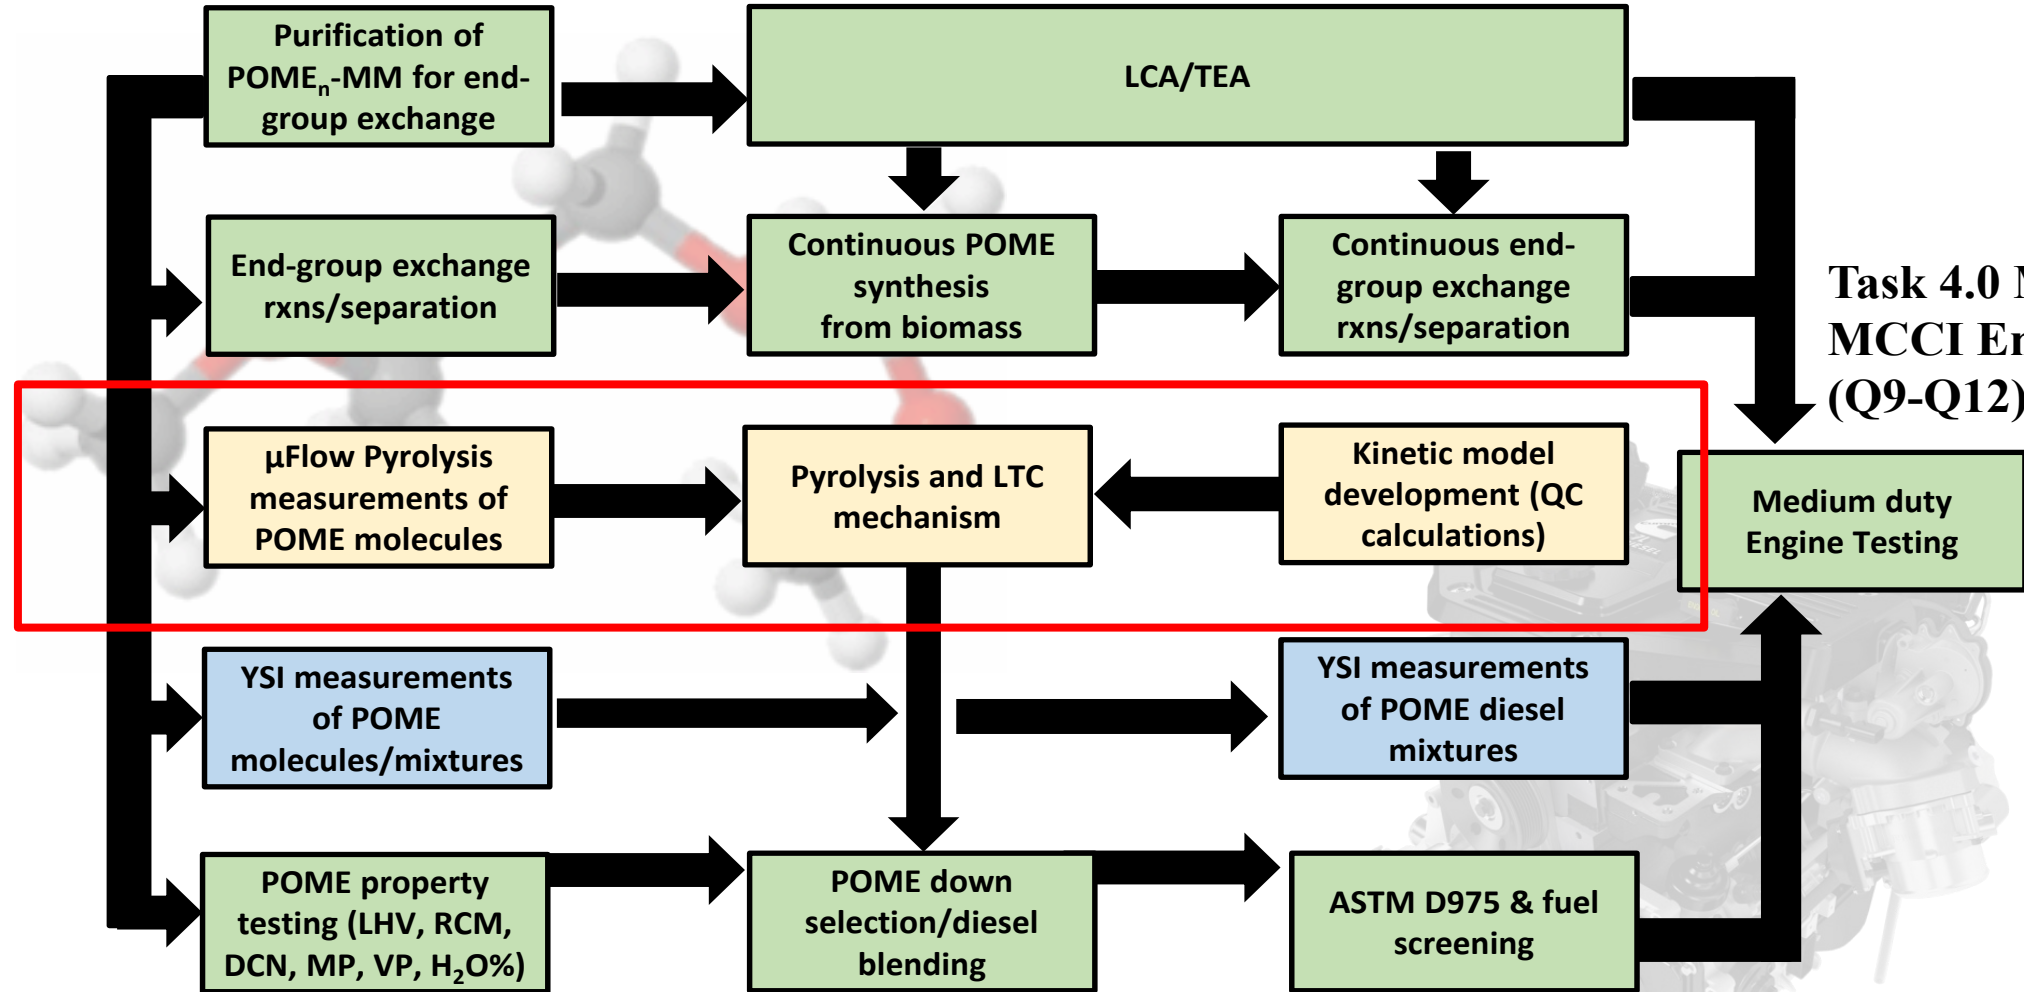 Purification of
POMEₙ-MM for end-
group exchange
LCA/TEA
End-group exchange
rxns/separation
Continuous POME
synthesis
from biomass
Continuous end-
group exchange
rxns/separation
Task 4.0
MCCI
(Q9-Q12)
µFlow Pyrolysis
measurements of
POME molecules
Pyrolysis and LTC
mechanism
Kinetic model
development (QC
calculations)
Medium duty
Engine Testing
YSI measurements
of POME
molecules/mixtures
YSI measurements
of POME diesel
mixtures
POME property
testing (LHV, RCM,
DCN, MP, VP, H₂O%)
POME down
selection/diesel
blending
ASTM D975 & fuel
screening